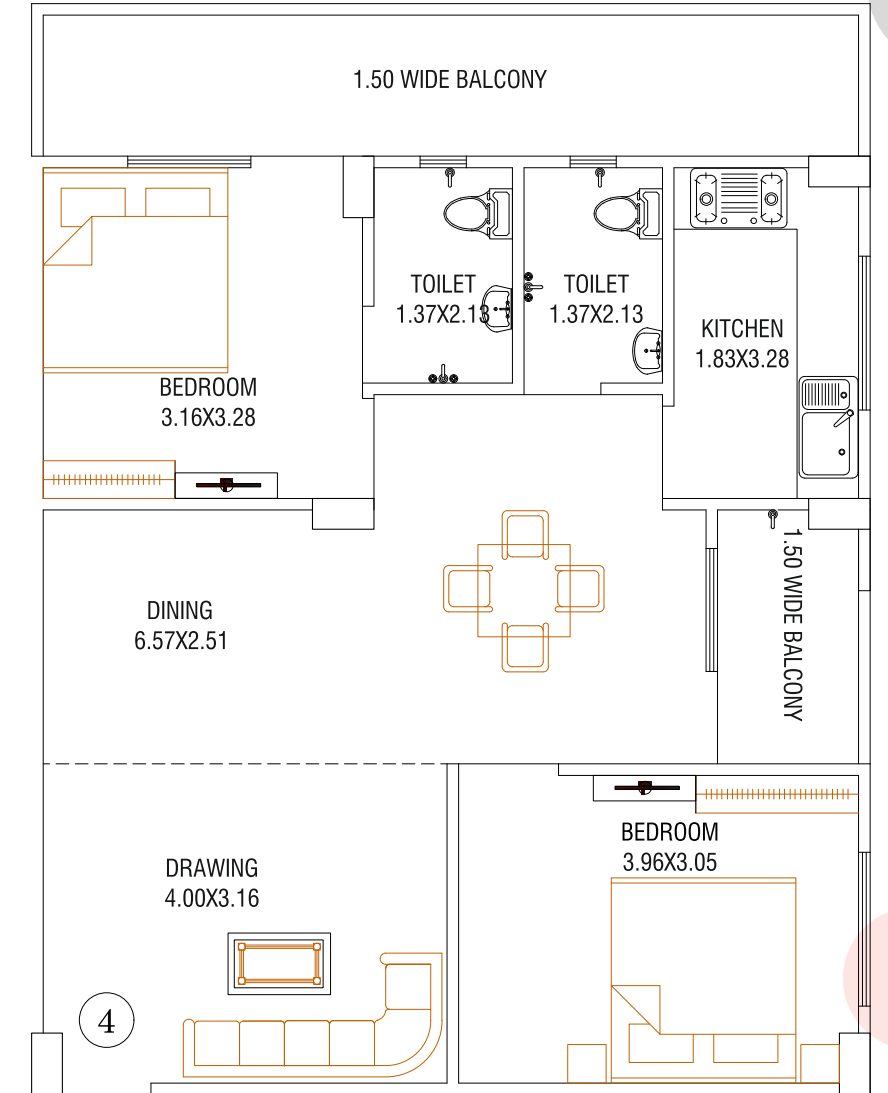 1.50 WIDE BALCONY
TOILET
1.37X2.13
TOILET
1.37X2.13
KITCHEN
1.83X3.28
BEDROOM
3.16X3.28
1.50 WIDE BALCONY
DINING
6.57X2.51
BEDROOM
3.96X3.05
DRAWING
4.00X3.16
4